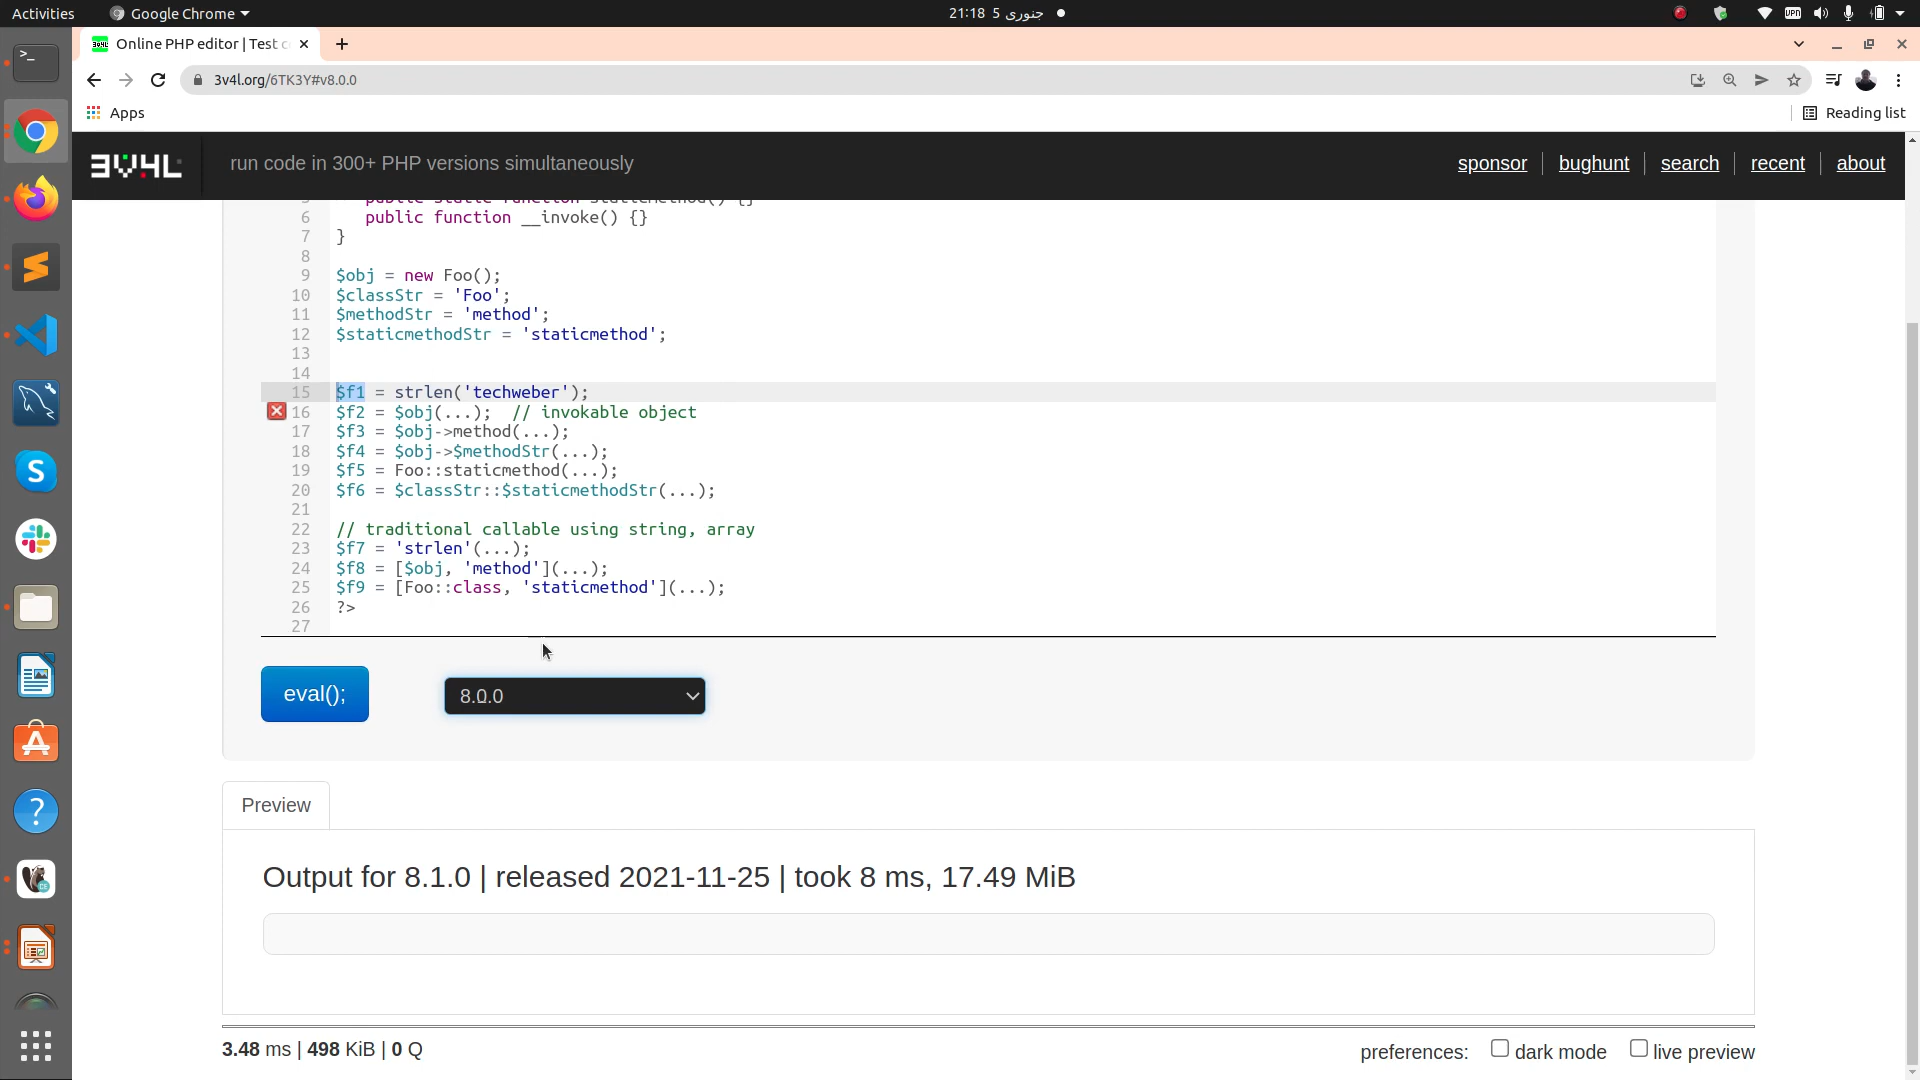 Activities
Google Chrome
21:18 5 جنوری
VPN
Online PHP editor | Test c
3v4l.org/6TK3Y#v8.0.0
Apps
Reading list
3V4L
run code in 300+ PHP versions simultaneously
sponsor
bughunt
search
recent
about
6 public function __invoke() {}
7 }
8
9 $obj = new Foo();
10 $classStr = 'Foo';
11 $methodStr = 'method';
12 $staticmethodStr = 'staticmethod';
13
14
15 $f1 = strlen('techweber');
16 $f2 = $obj(...);  // invokable object
17 $f3 = $obj->method(...);
18 $f4 = $obj->$methodStr(...);
19 $f5 = Foo::staticmethod(...);
20 $f6 = $classStr::$staticmethodStr(...);
21
22 // traditional callable using string, array
23 $f7 = 'strlen'(...);
24 $f8 = [$obj, 'method'](...);
25 $f9 = [Foo::class, 'staticmethod'](...);
26 ?>
27
eval();
8.0.0
Preview
Output for 8.1.0 | released 2021-11-25 | took 8 ms, 17.49 MiB
3.48 ms | 498 KiB | 0 Q
preferences:
dark mode
live preview